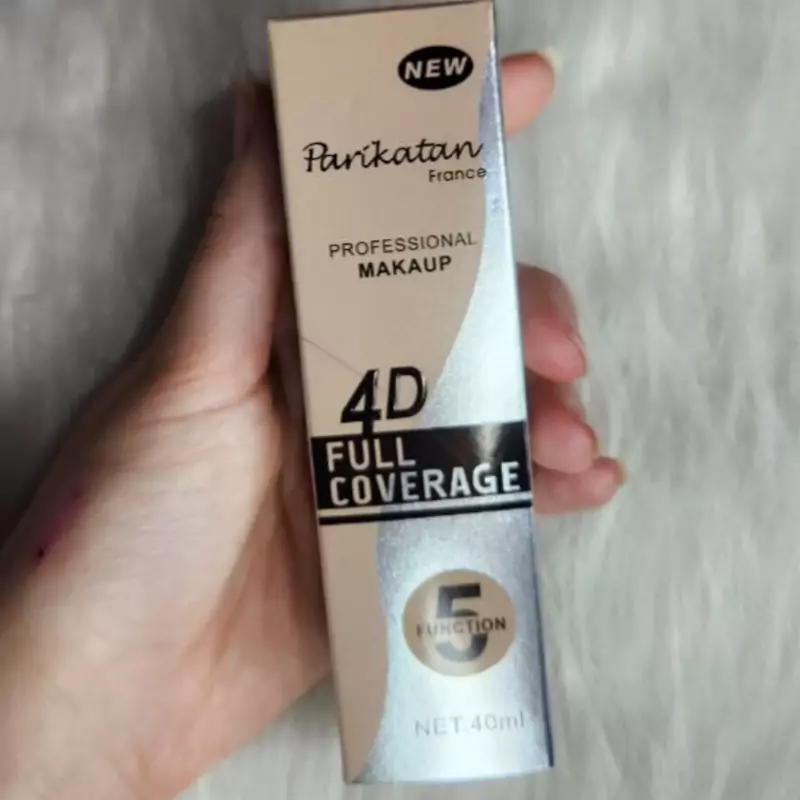 NEW
Parikatan
France
PROFESSIONAL
MAKAUP
4D
FULL
COVERAGE
5
FUNCTION
NET.40ml